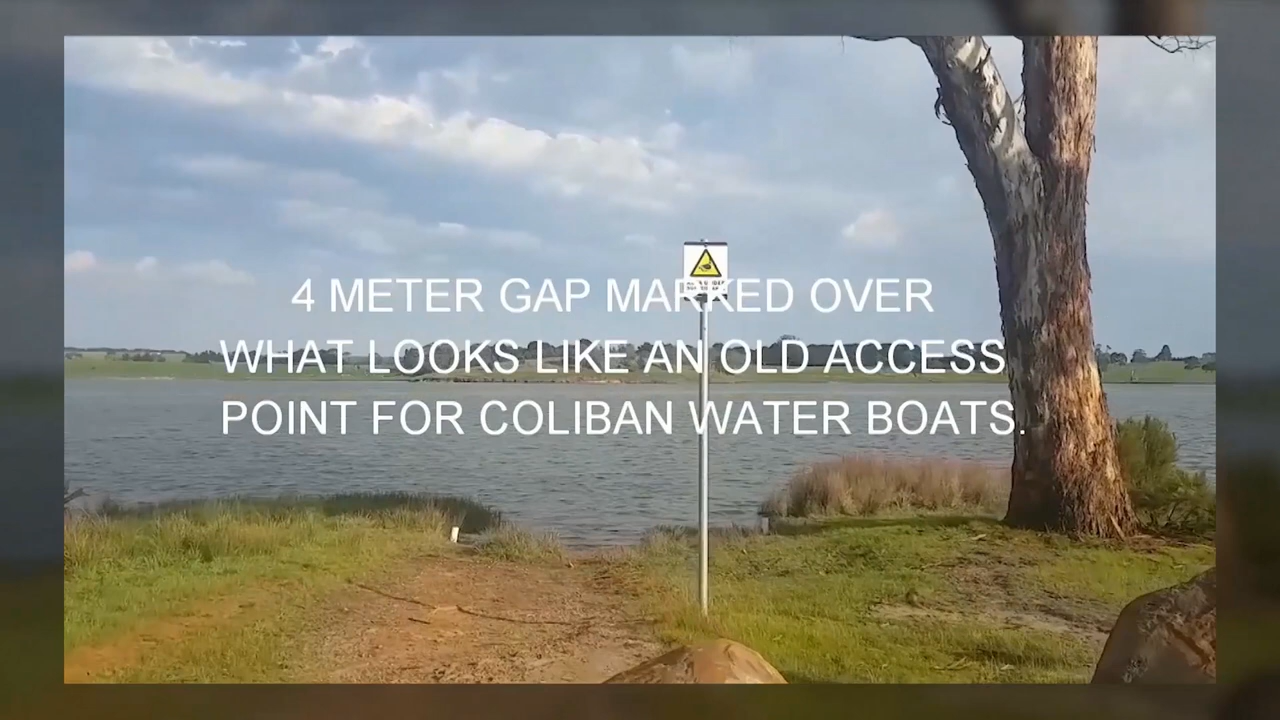 4 METER GAP MARKED OVER
WHAT LOOKS LIKE AN OLD ACCESS
POINT FOR COLIBAN WATER BOATS.